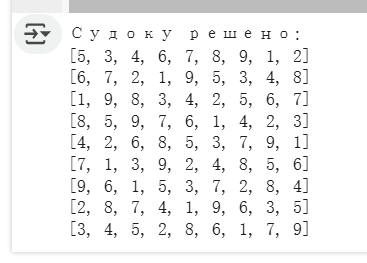 Судоку решено:
[5, 3, 4, 6, 7, 8, 9, 1, 2]
[6, 7, 2, 1, 9, 5, 3, 4, 8]
[1, 9, 8, 3, 4, 2, 5, 6, 7]
[8, 5, 9, 7, 6, 1, 4, 2, 3]
[4, 2, 6, 8, 5, 3, 7, 9, 1]
[7, 1, 3, 9, 2, 4, 8, 5, 6]
[9, 6, 1, 5, 3, 7, 2, 8, 4]
[2, 8, 7, 4, 1, 9, 6, 3, 5]
[3, 4, 5, 2, 8, 6, 1, 7, 9]